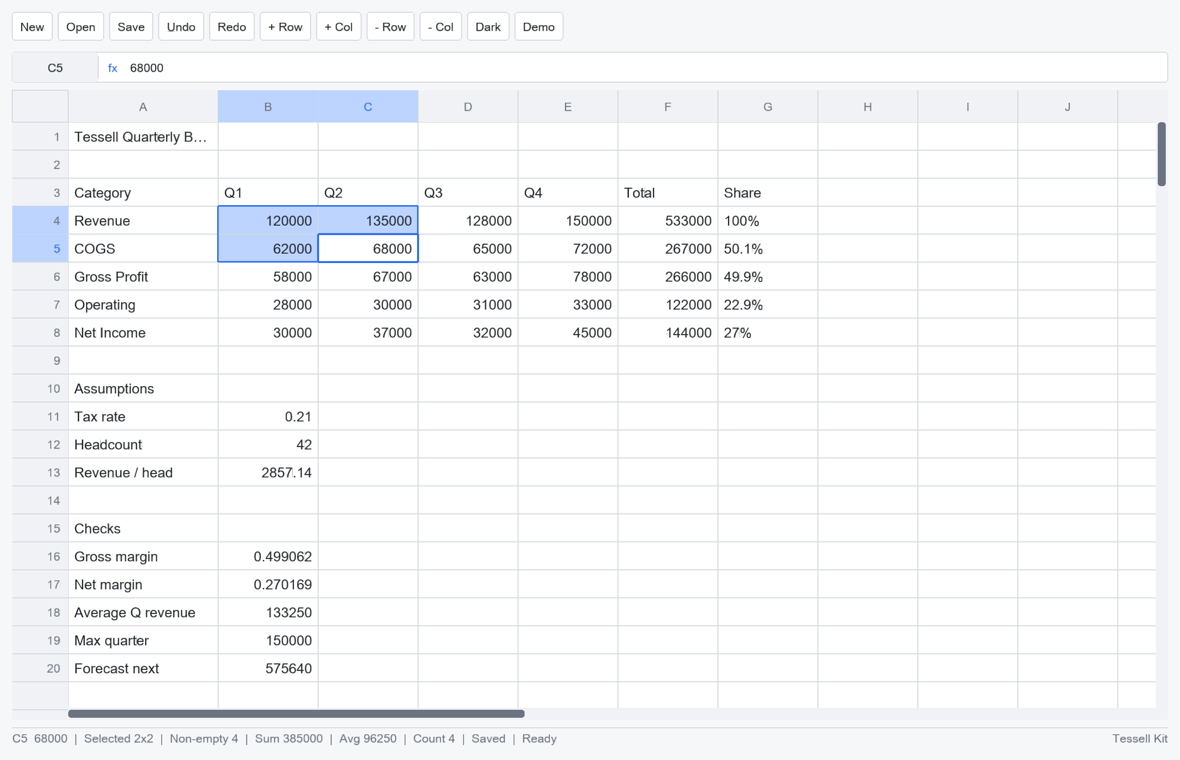 New Open Save Undo Redo + Row + Col - Row - Col Dark Demo
C5 fx 68000
A B C D E F G H I J
1 Tessell Quarterly B...
2
3 Category Q1 Q2 Q3 Q4 Total Share
4 Revenue 120000 135000 128000 150000 533000 100%
5 COGS 62000 68000 65000 72000 267000 50.1%
6 Gross Profit 58000 67000 63000 78000 266000 49.9%
7 Operating 28000 30000 31000 33000 122000 22.9%
8 Net Income 30000 37000 32000 45000 144000 27%
9
10 Assumptions
11 Tax rate 0.21
12 Headcount 42
13 Revenue / head 2857.14
14
15 Checks
16 Gross margin 0.499062
17 Net margin 0.270169
18 Average Q revenue 133250
19 Max quarter 150000
20 Forecast next 575640
C5 68000 | Selected 2x2 | Non-empty 4 | Sum 385000 | Avg 96250 | Count 4 | Saved | Ready Tessell Kit